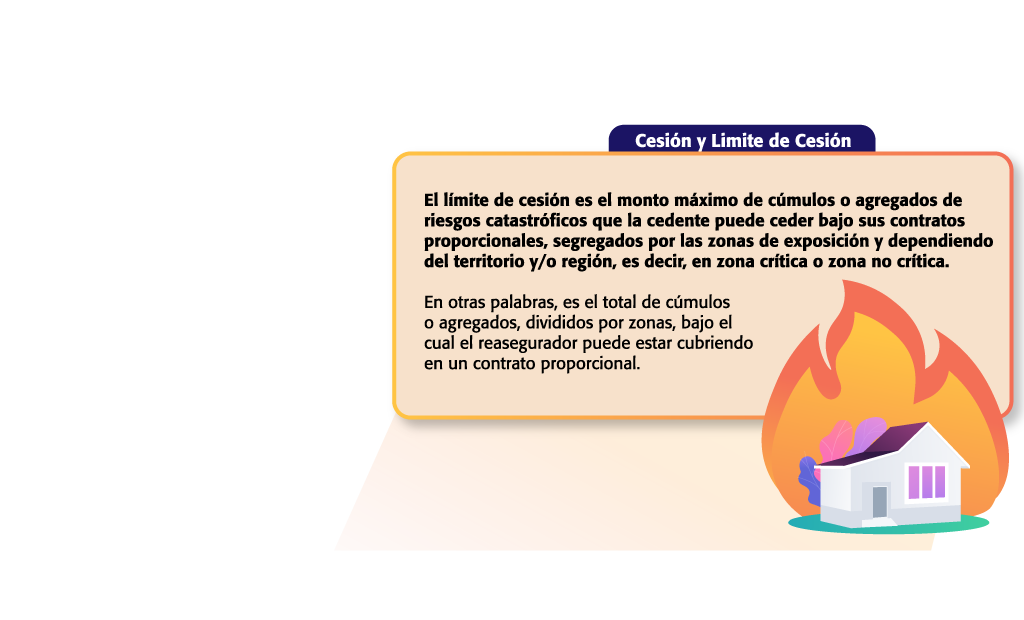 Cesión y Limite de Cesión
El límite de cesión es el monto máximo de cúmulos o agregados de
riesgos catastróficos que la cedente puede ceder bajo sus contratos
proporcionales, segregados por las zonas de exposición y dependiendo
del territorio y/o región, es decir, en zona crítica o zona no crítica.
En otras palabras, es el total de cúmulos
o agregados, divididos por zonas, bajo el
cual el reasegurador puede estar cubriendo
en un contrato proporcional.